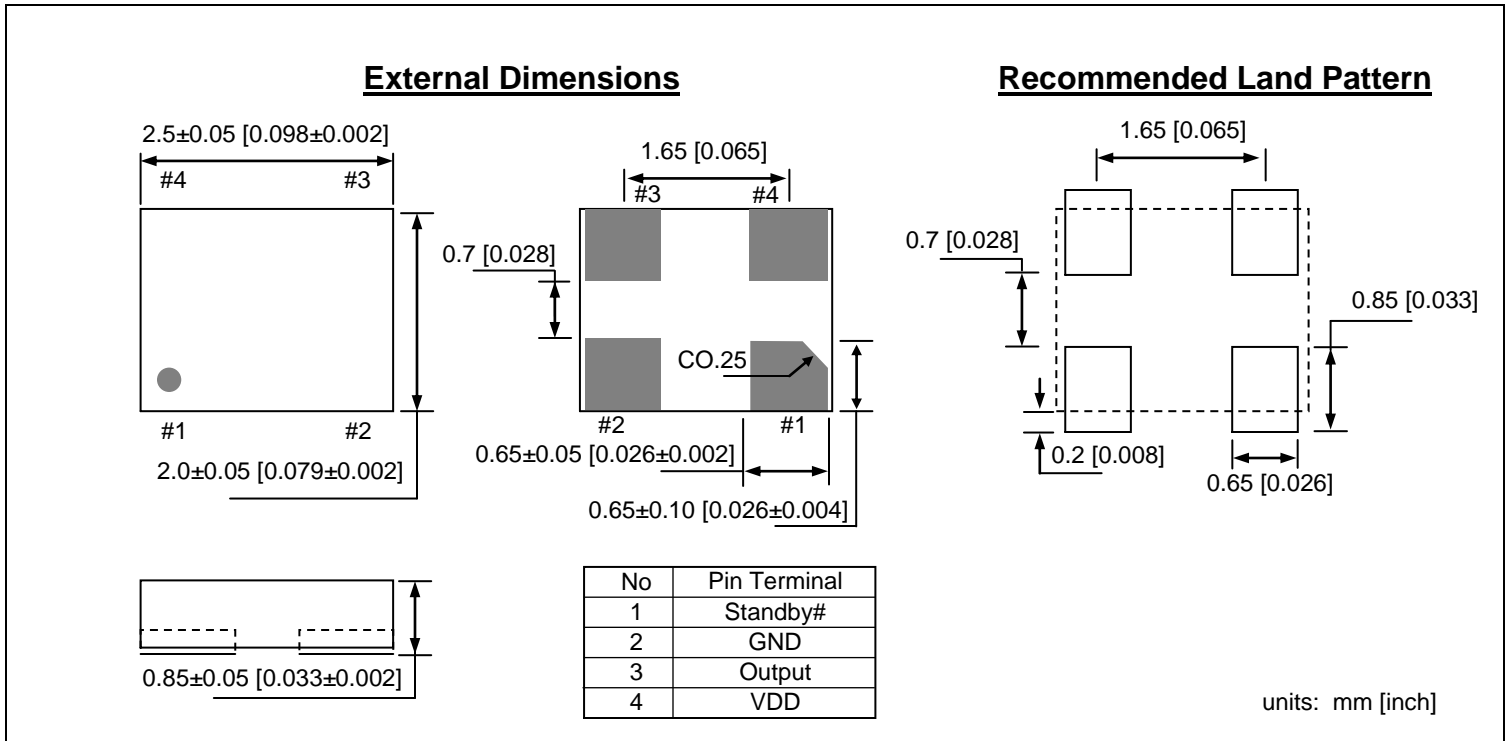 External Dimensions
2.5±0.05 [0.098±0.002]
#4
#3
#1
#2
2.0±0.05 [0.079±0.002]
1.65 [0.065]
#3
#4
0.7 [0.028]
CO.25
#2
#1
0.65±0.05 [0.026±0.002]
0.65±0.10 [0.026±0.004]
Recommended Land Pattern
1.65 [0.065]
0.7 [0.028]
0.85 [0.033]
0.2 [0.008]
0.65 [0.026]
0.85±0.05 [0.033±0.002]
No Pin Terminal
1 Standby#
2 GND
3 Output
4 VDD
units: mm [inch]